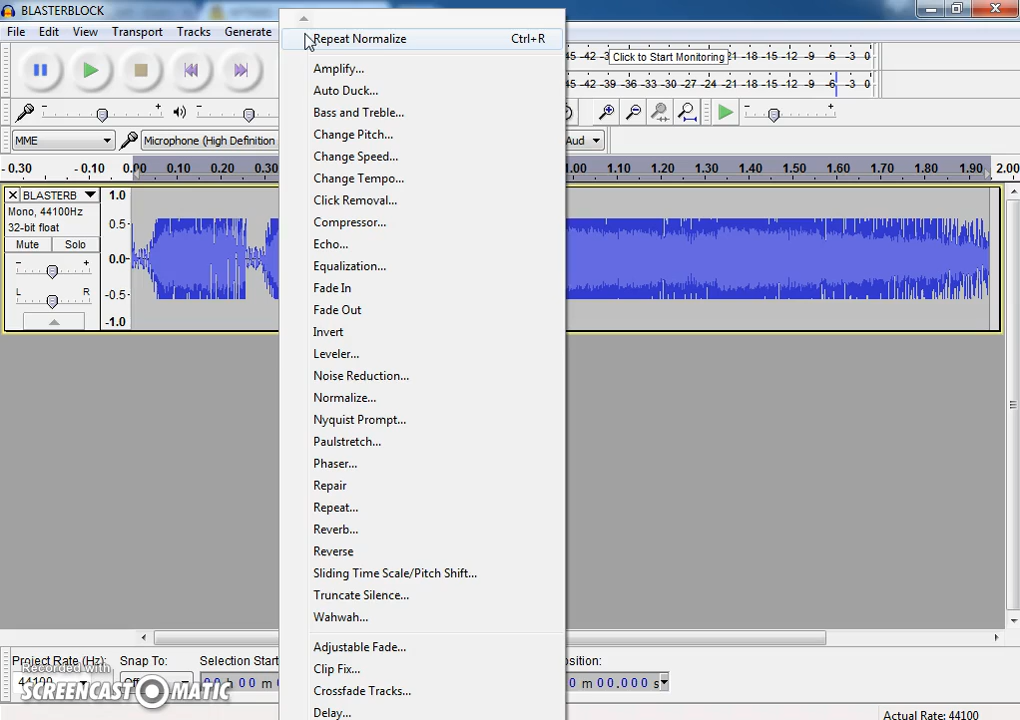 BLASTERBLOCK
File Edit View Transport Tracks Generate
Repeat Normalize Ctrl+R
Amplify...
Auto Duck...
Bass and Treble...
Change Pitch...
Change Speed...
Change Tempo...
Click Removal...
Compressor...
Echo...
Equalization...
Fade In
Fade Out
Invert
Leveler...
Noise Reduction...
Normalize...
Nyquist Prompt...
Paulstretch...
Phaser...
Repair
Repeat...
Reverb...
Reverse
Sliding Time Scale/Pitch Shift...
Truncate Silence...
Wahwah...
Adjustable Fade...
Clip Fix...
Crossfade Tracks...
Delay...
45 -42 -3 Click to Start Monitoring -21 -18 -15 -12 -9 -6 -3 0
45 -42 -39 -36 -33 -30 -27 -24 -21 -18 -15 -12 -9 -6 -3 0
MME Microphone (High Definition Aud
- 0.30 - 0.10 0.00 0.10 0.20 0.30 1.00 1.10 1.20 1.30 1.40 1.50 1.60 1.70 1.80 1.90 2.00
BLASTERB
Mono, 44100Hz
32-bit float
Mute Solo
- +
L R
1.0
0.5
0.0
-0.5
-1.0
Project Rate (Hz): Snap To: Selection Start osition:
44100 Of 00 h 00 m 0 m 00.000 s
Recorded with
SCREENCAST MATIC
Actual Rate: 44100